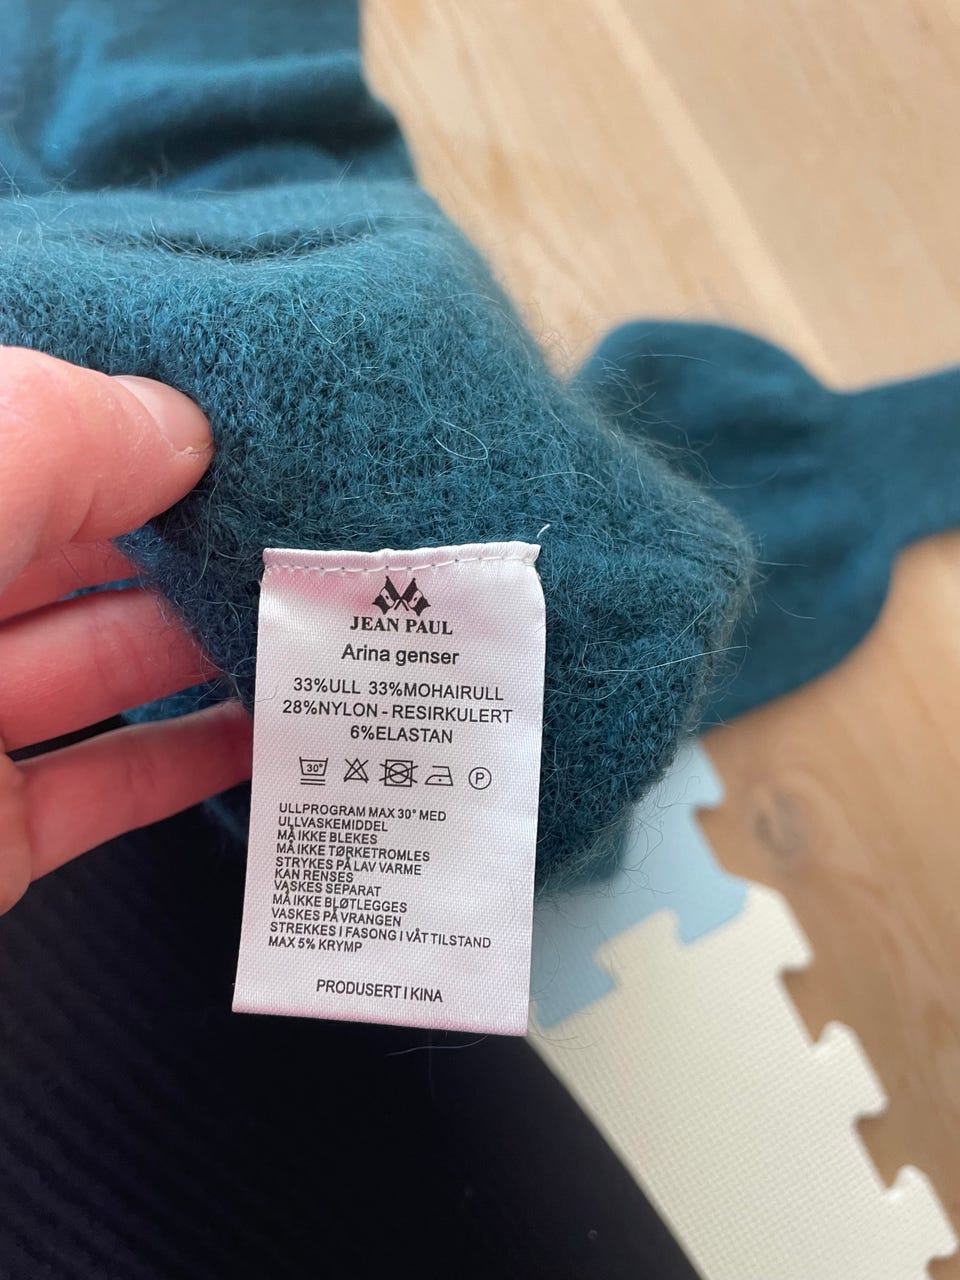 JEAN PAUL
Arina genser
33%ULL 33%MOHAIRULL
28%NYLON - RESIRKULERT
6%ELASTAN
30° P
ULLPROGRAM MAX 30° MED
ULLVASKEMIDDEL
MÅ IKKE BLEKES
MÅ IKKE TØRKETROMLES
STRYKES PÅ LAV VARME
KAN RENSES
VASKES SEPARAT
MÅ IKKE BLØTLEGGES
VASKES PÅ VRANGEN
STREKKES I FASONG I VÅT TILSTAND
MAX 5% KRYMP
PRODUSERT I KINA